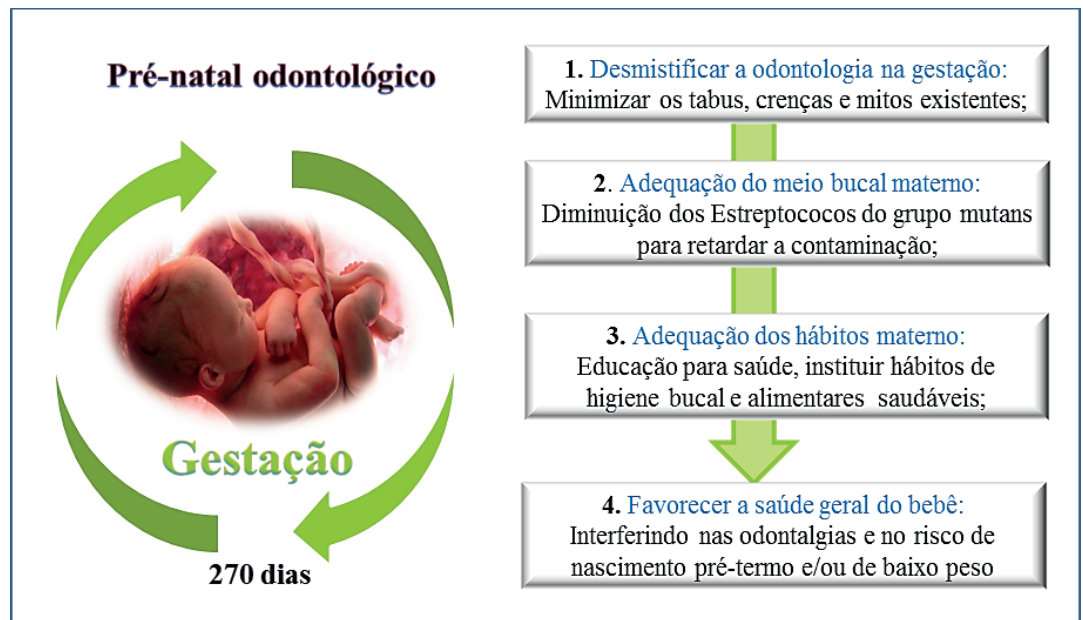 Pré-natal odontológico
Gestação
270 dias
1. Desmistificar a odontologia na gestação:
Minimizar os tabus, crenças e mitos existentes;
2. Adequação do meio bucal materno:
Diminuição dos Estreptococos do grupo mutans
para retardar a contaminação;
3. Adequação dos hábitos materno:
Educação para saúde, instituir hábitos de
higiene bucal e alimentares saudáveis;
4. Favorecer a saúde geral do bebê:
Interferindo nas odontalgias e no risco de
nascimento pré-termo e/ou de baixo peso